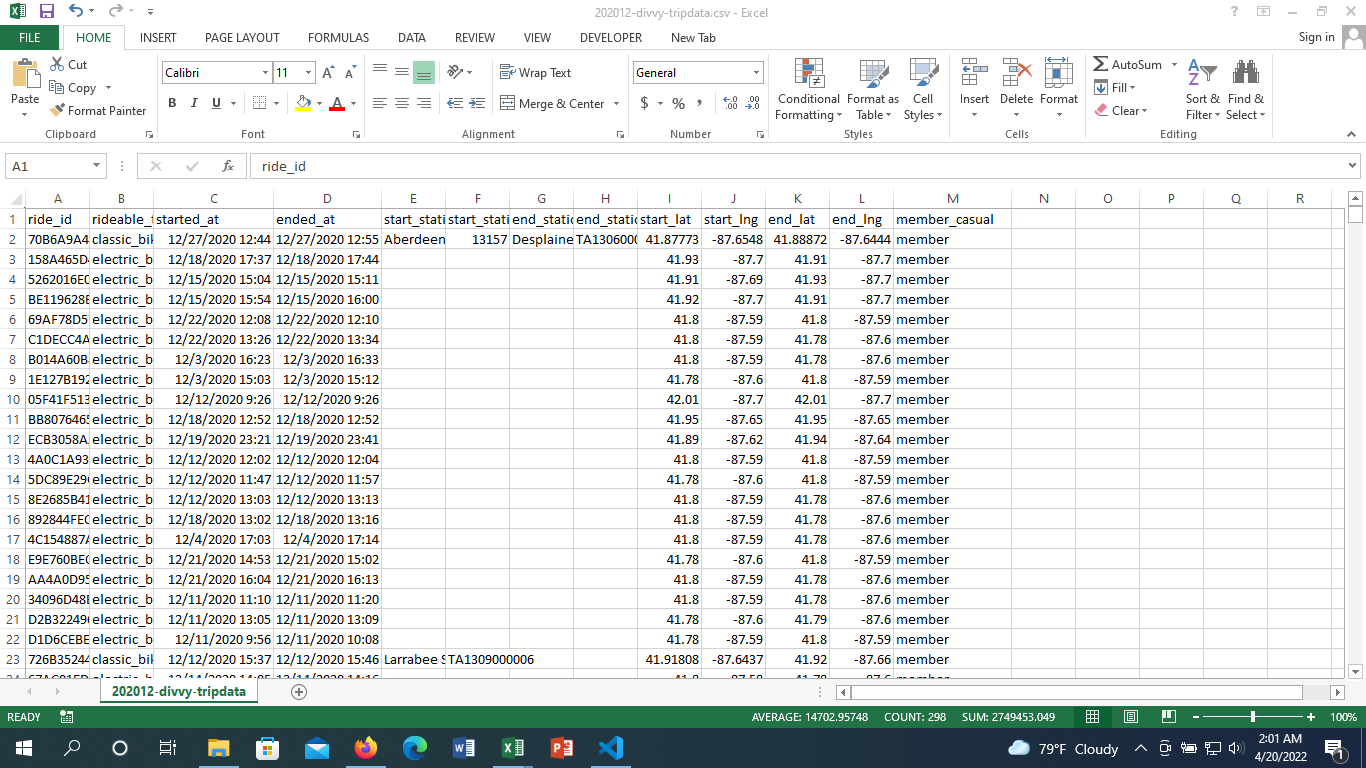 202012-divvy-tripdata.csv - Excel
FILE HOME INSERT PAGE LAYOUT FORMULAS DATA REVIEW VIEW DEVELOPER New Tab Sign in
Cut
Copy
Format Painter
Paste
Clipboard
Calibri 11
B I U
Font
Wrap Text
Merge & Center
Alignment
General
$ % ,
Number
Conditional Formatting
Format as Table
Cell Styles
Styles
Insert Delete Format
Cells
AutoSum
Fill
Clear
Sort & Filter
Find & Select
Editing
A1 fx ride_id
A B C D E F G H I J K L M N O P Q R
1 ride_id rideable_ started_at ended_at start_stati start_stati end_static end_static start_lat start_lng end_lat end_lng member_casual
2 70B6A9A4 classic_bik 12/27/2020 12:44 12/27/2020 12:55 Aberdeen 13157 Desplaine TA1306000 41.87773 -87.6548 41.88872 -87.6444 member
3 158A465D electric_b 12/18/2020 17:37 12/18/2020 17:44 41.93 -87.7 41.91 -87.7 member
4 5262016E0 electric_b 12/15/2020 15:04 12/15/2020 15:11 41.91 -87.69 41.93 -87.7 member
5 BE119628E electric_b 12/15/2020 15:54 12/15/2020 16:00 41.92 -87.7 41.91 -87.7 member
6 69AF78D5 electric_b 12/22/2020 12:08 12/22/2020 12:10 41.8 -87.59 41.8 -87.59 member
7 C1DECC4A electric_b 12/22/2020 13:26 12/22/2020 13:34 41.8 -87.59 41.78 -87.6 member
8 B014A60B electric_b 12/3/2020 16:23 12/3/2020 16:33 41.8 -87.59 41.78 -87.6 member
9 1E127B192 electric_b 12/3/2020 15:03 12/3/2020 15:12 41.78 -87.6 41.8 -87.59 member
10 05F41F513 electric_b 12/12/2020 9:26 12/12/2020 9:26 42.01 -87.7 42.01 -87.7 member
11 BB8076465 electric_b 12/18/2020 12:52 12/18/2020 12:52 41.95 -87.65 41.95 -87.65 member
12 ECB3058A electric_b 12/19/2020 23:21 12/19/2020 23:41 41.89 -87.62 41.94 -87.64 member
13 4A0C1A93 electric_b 12/12/2020 12:02 12/12/2020 12:04 41.8 -87.59 41.8 -87.59 member
14 5DC89E29 electric_b 12/12/2020 11:47 12/12/2020 11:57 41.78 -87.6 41.8 -87.59 member
15 8E2685B41 electric_b 12/12/2020 13:03 12/12/2020 13:13 41.8 -87.59 41.78 -87.6 member
16 892844FEC electric_b 12/18/2020 13:02 12/18/2020 13:16 41.8 -87.59 41.78 -87.6 member
17 4C154887A electric_b 12/4/2020 17:03 12/4/2020 17:14 41.8 -87.59 41.78 -87.6 member
18 E9E760BE electric_b 12/21/2020 14:53 12/21/2020 15:02 41.78 -87.6 41.8 -87.59 member
19 AA4A0D95 electric_b 12/21/2020 16:04 12/21/2020 16:13 41.8 -87.59 41.78 -87.6 member
20 34096D48 electric_b 12/11/2020 11:10 12/11/2020 11:20 41.8 -87.59 41.78 -87.6 member
21 D2B32249 electric_b 12/11/2020 13:05 12/11/2020 13:09 41.78 -87.6 41.79 -87.6 member
22 D1D6CEBE electric_b 12/11/2020 9:56 12/11/2020 10:08 41.78 -87.59 41.8 -87.59 member
23 726B35244 classic_bik 12/12/2020 15:37 12/12/2020 15:46 Larrabee S TA1309000006 41.91808 -87.6437 41.92 -87.66 member
202012-divvy-tripdata
READY AVERAGE: 14702.95748 COUNT: 298 SUM: 2749453.049 100%
79°F Cloudy 2:01 AM
4/20/2022 1